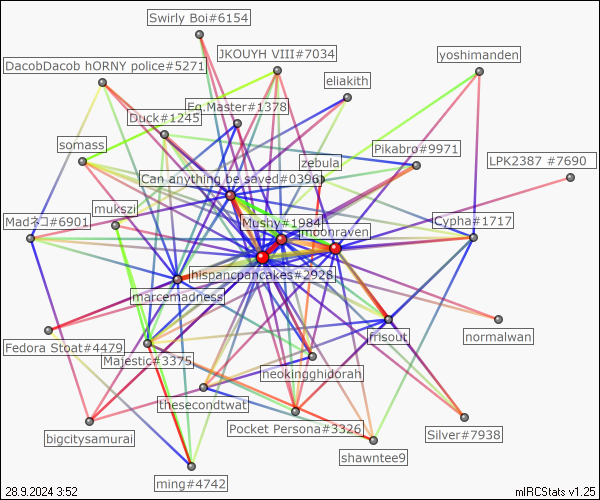 Swirly Boi#6154
JKOUYH VIII#7034
yoshimanden
DacobDacob hORNY police#5271
eliakith
Eq.Master#1378
Duck#1245
somass
Pikabro#9971
zebula
LPK2387 #7690
Can anything be saved#0396
mukszi
Madネコ#6901
Mushy#1984
moonraven
Cypha#1717
hispancpancakes#2928
marcemadness
frisout
normalwan
Fedora Stoat#4479
Majestic#3375
neokingghidorah
thesecondtwat
Pocket Persona#3326
bigcitysamurai
Silver#7938
shawntee9
ming#4742
28.9.2024 3:52
mIRCStats v1.25